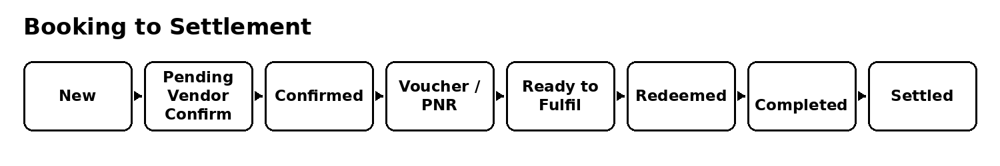 Booking to Settlement
New
Pending
Vendor
Confirm
Confirmed
Voucher /
PNR
Ready to
Fulfil
Redeemed
Completed
Settled